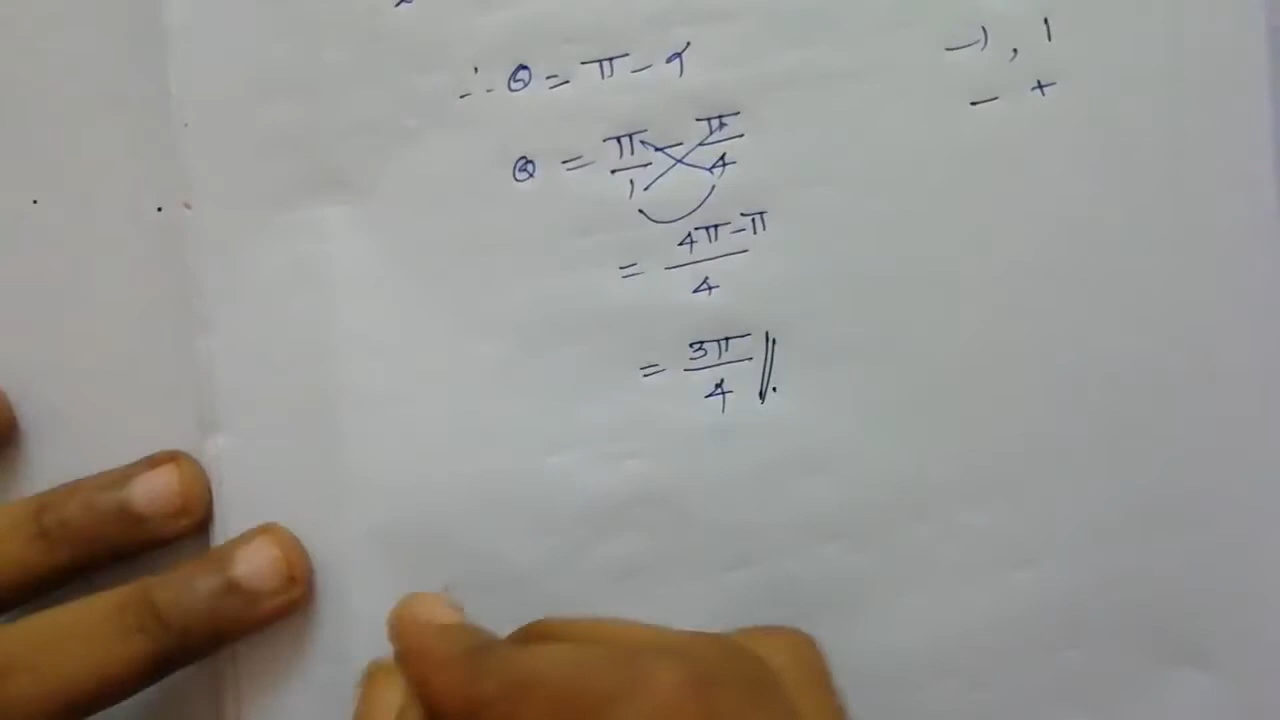 ∴ θ = π - α
-1, 1
- +
θ = π/1 - π/4
= 4π-π/4
= 3π/4 //.